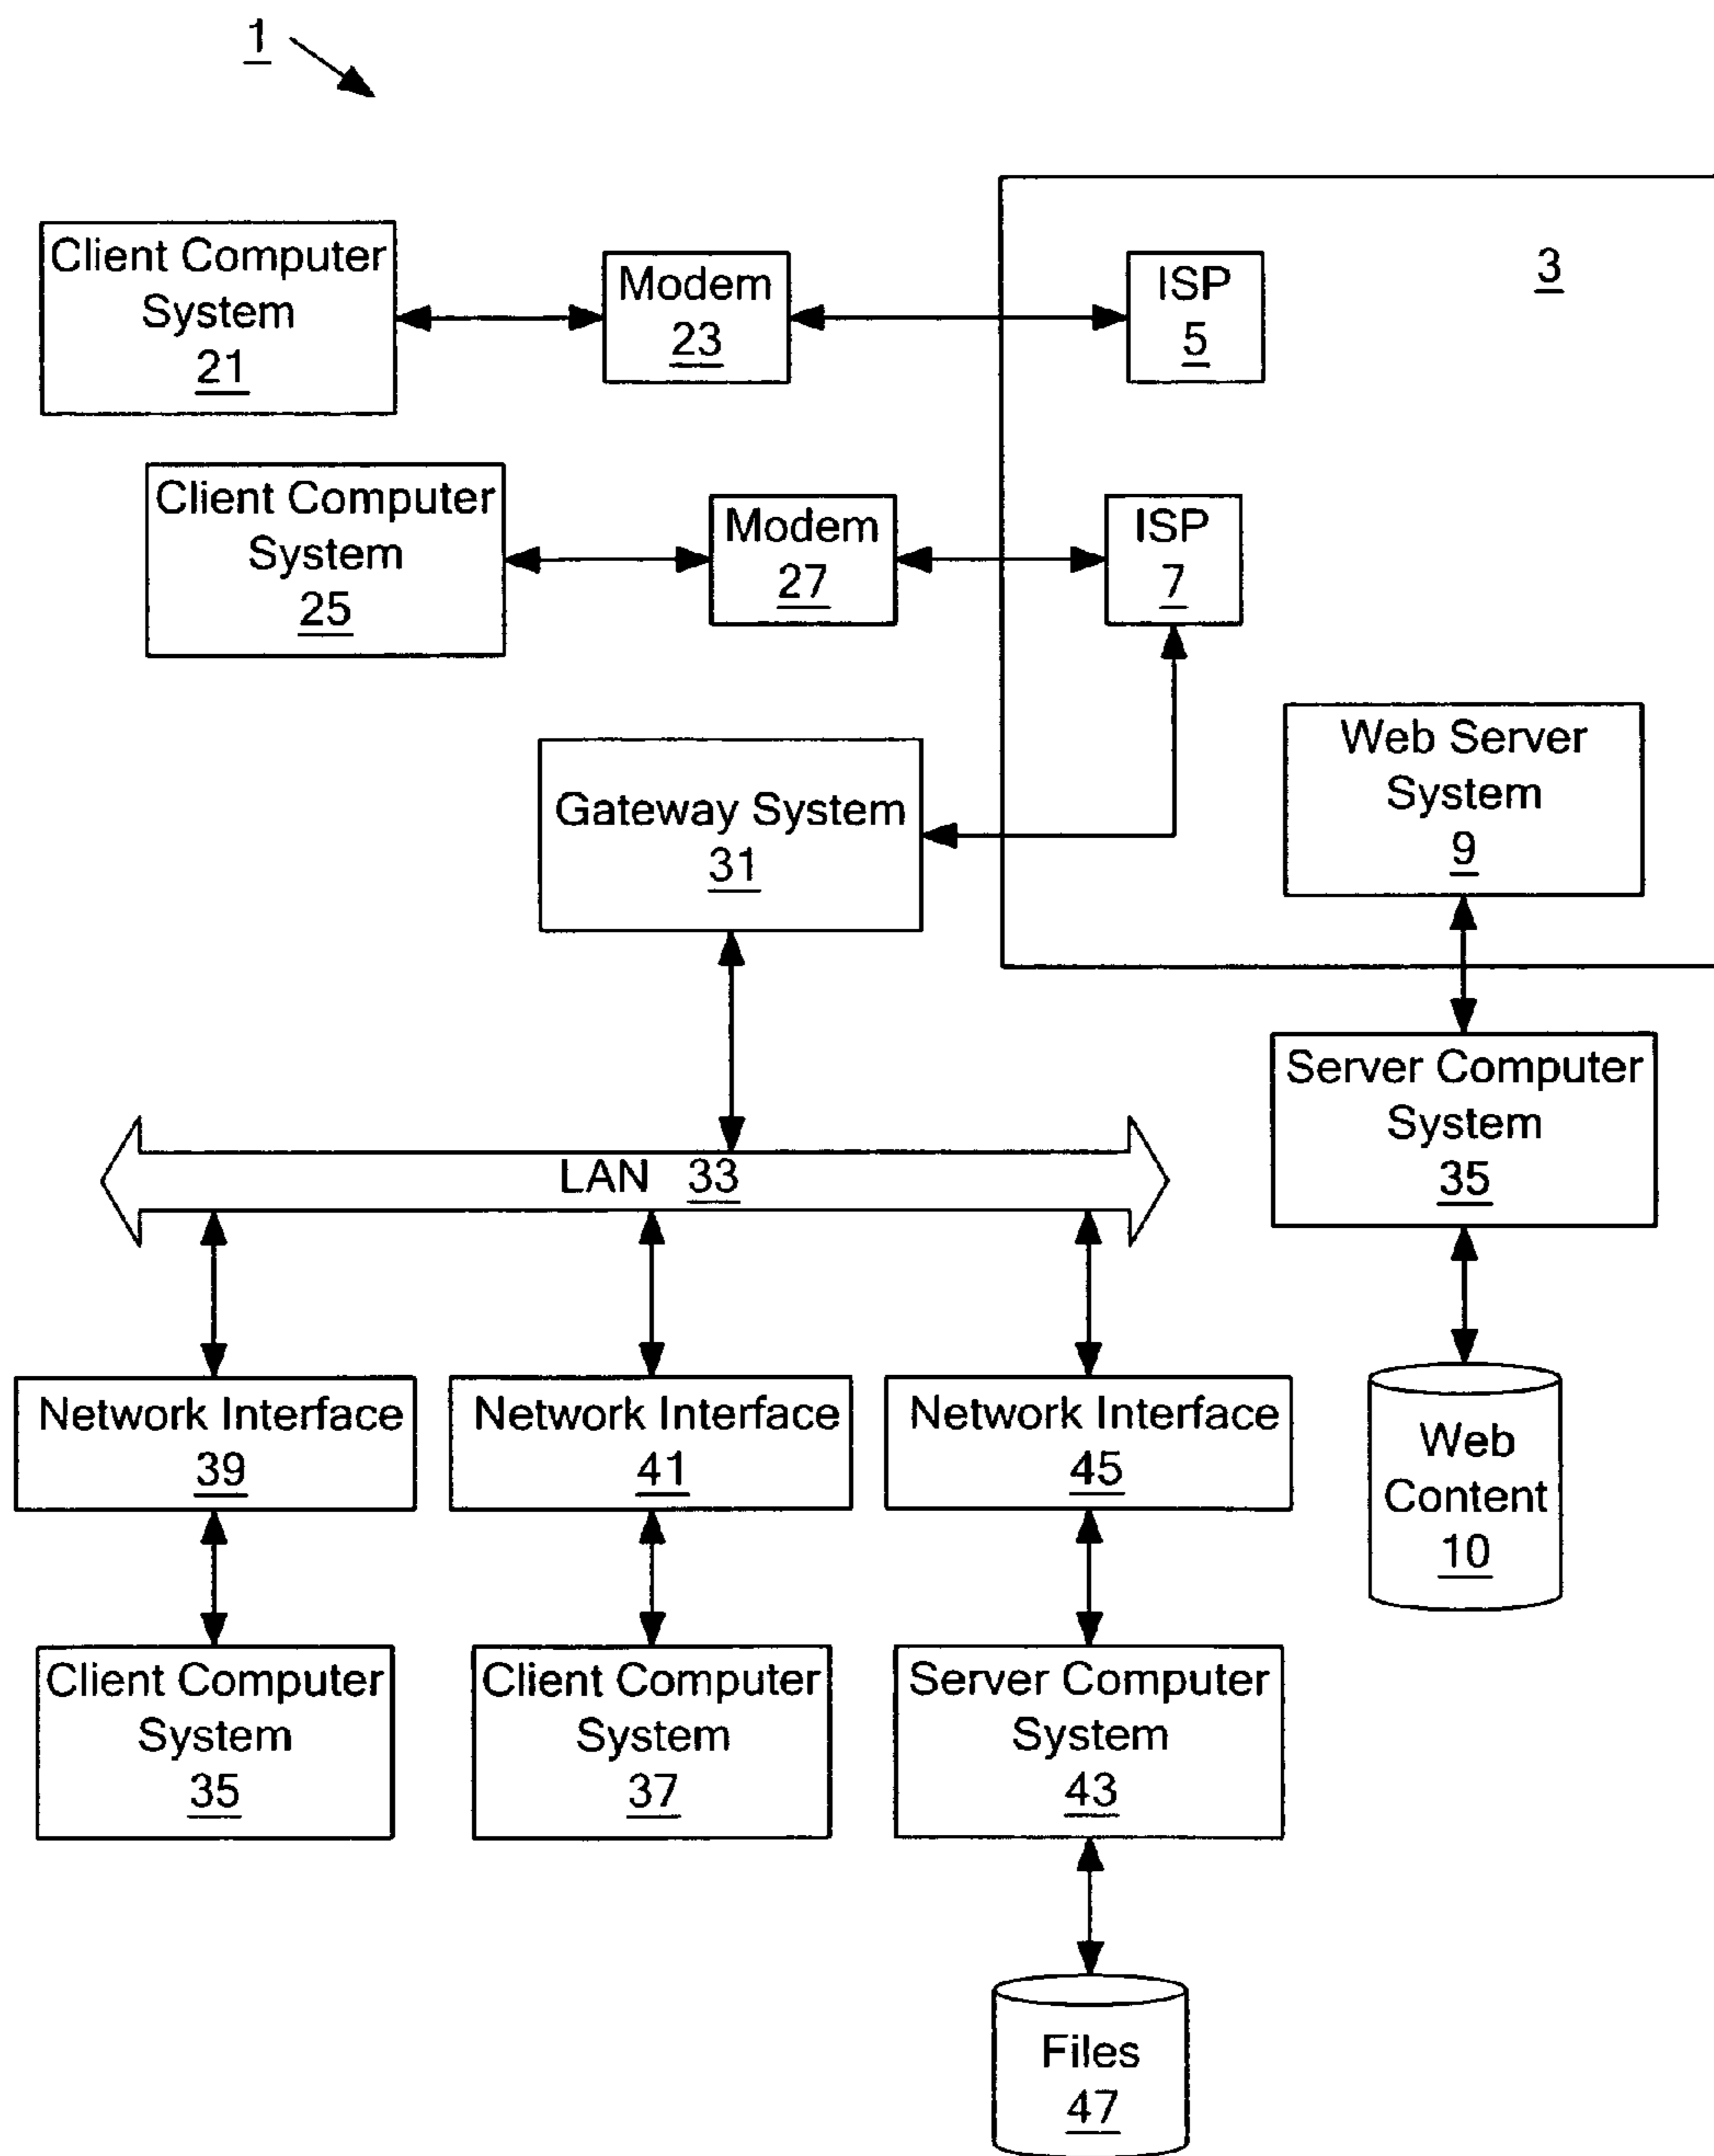 1
3
Client Computer
System
21
Modem
23
ISP
5
Client Computer
System
25
Modem
27
ISP
7
Gateway System
31
Web Server
System
9
Server Computer
System
35
LAN 33
Network Interface
39
Network Interface
41
Network Interface
45
Web
Content
10
Client Computer
System
35
Client Computer
System
37
Server Computer
System
43
Files
47